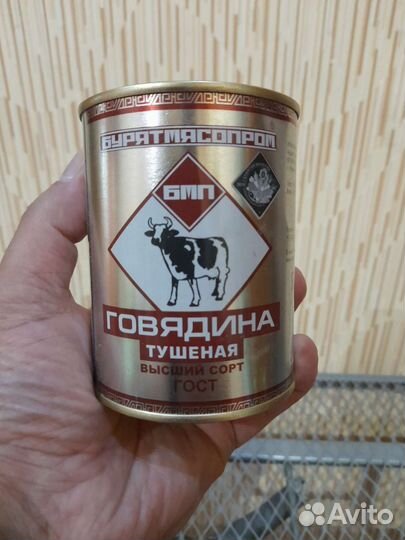 БУРЯТМЯСОПРОМ
БМП
ГОВЯДИНА
ТУШЕНАЯ
ВЫСШИЙ СОРТ
ГОСТ
Avito